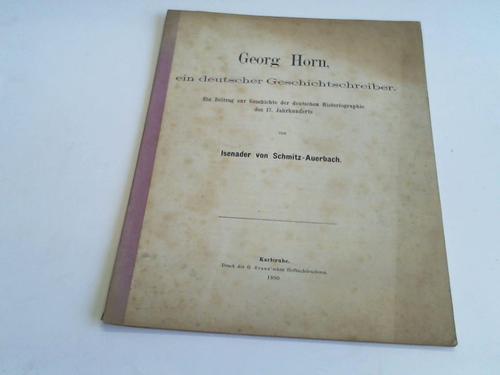 Georg Horn,
ein deutscher Geschichtschreiber.
Ein Beitrag zur Geschichte der deutschen Historiographie
des 17. Jahrhunderts
von
Isenader von Schmitz-Auerbach.
Karlsruhe.
Druck der G. Braun'schen Hofbuchdruckerei.